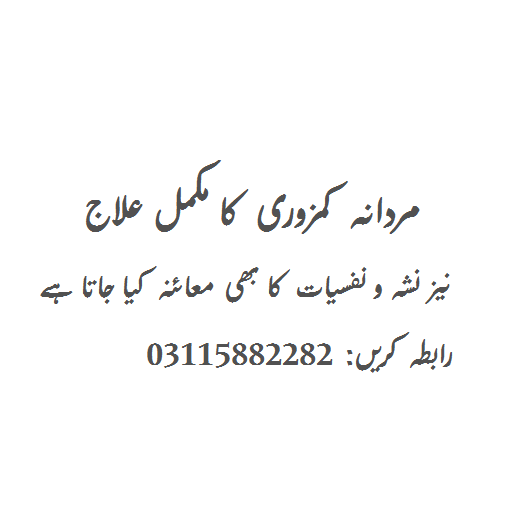 مردانہ کمزوری کا مکمل علاج
نیز نشہ و نفسیات کا بھی معائنہ کیا جاتا ہے
رابطہ کریں: 03115882282